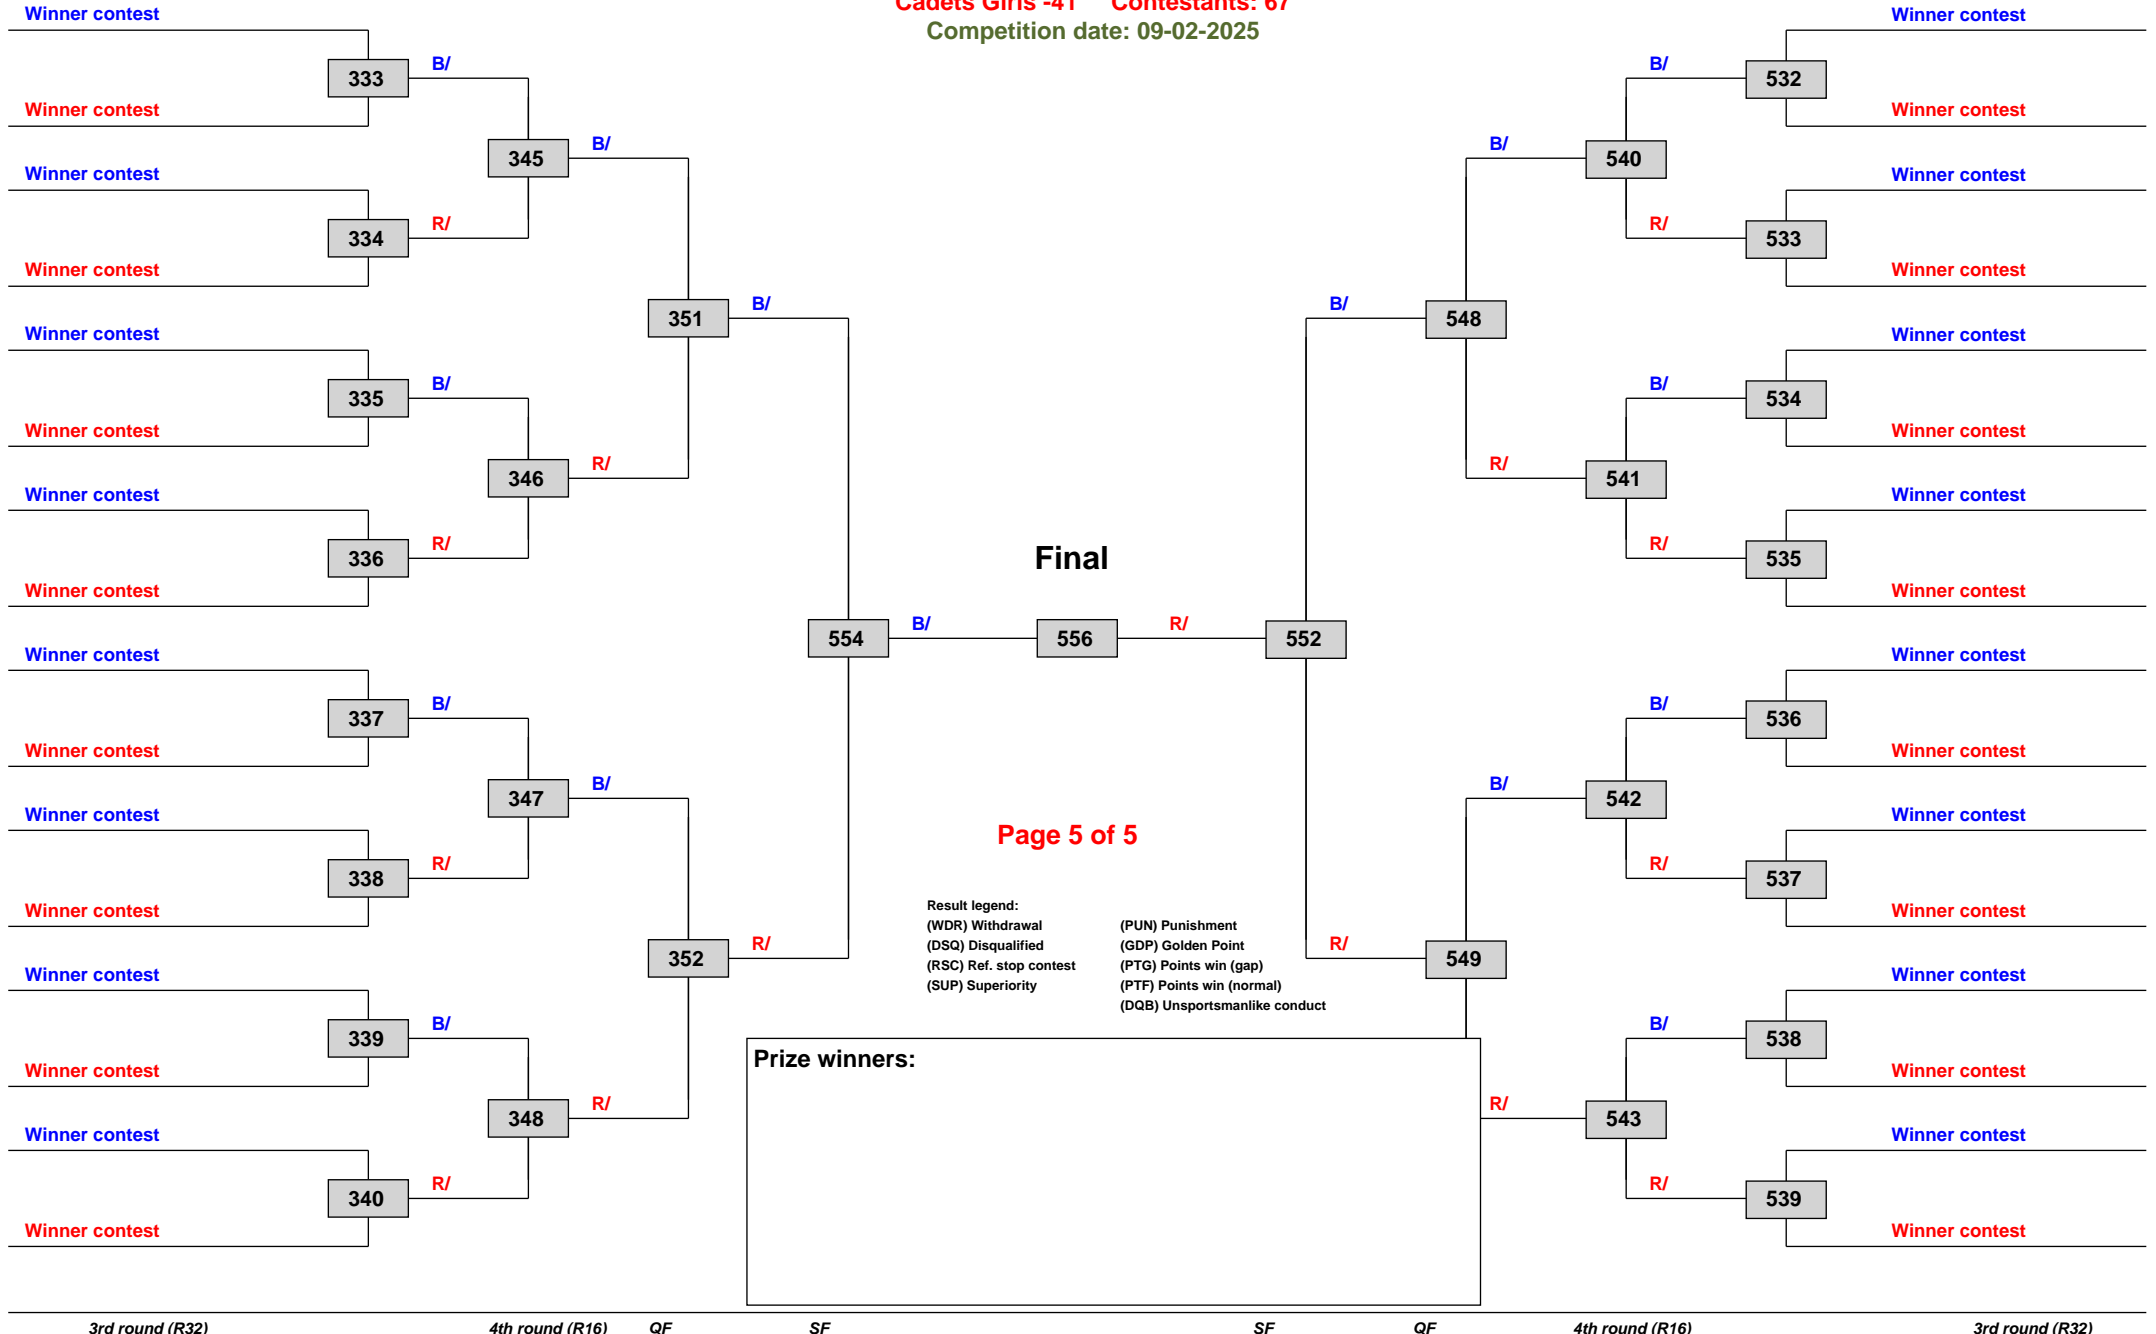 Cadets Girls -41 Contestants: 67
Competition date: 09-02-2025
Winner contest
333
B/
Winner contest
345
B/
Winner contest
334
R/
Winner contest
351
B/
Winner contest
335
B/
Winner contest
346
R/
Winner contest
336
R/
Winner contest
554
B/
Winner contest
337
B/
Winner contest
347
B/
Winner contest
338
R/
Winner contest
352
R/
Winner contest
339
B/
Winner contest
348
R/
Winner contest
340
R/
Winner contest
Final
556
R/
552
Page 5 of 5
Result legend:
(WDR) Withdrawal
(DSQ) Disqualified
(RSC) Ref. stop contest
(SUP) Superiority
(PUN) Punishment
(GDP) Golden Point
(PTG) Points win (gap)
(PTF) Points win (normal)
(DQB) Unsportsmanlike conduct
Prize winners:
Winner contest
B/
532
Winner contest
B/
540
Winner contest
R/
533
Winner contest
B/
548
Winner contest
B/
534
Winner contest
R/
541
Winner contest
R/
535
Winner contest
Winner contest
B/
536
Winner contest
B/
542
Winner contest
R/
537
Winner contest
R/
549
Winner contest
B/
538
Winner contest
R/
543
Winner contest
R/
539
Winner contest
3rd round (R32) 4th round (R16) QF SF SF QF 4th round (R16) 3rd round (R32)